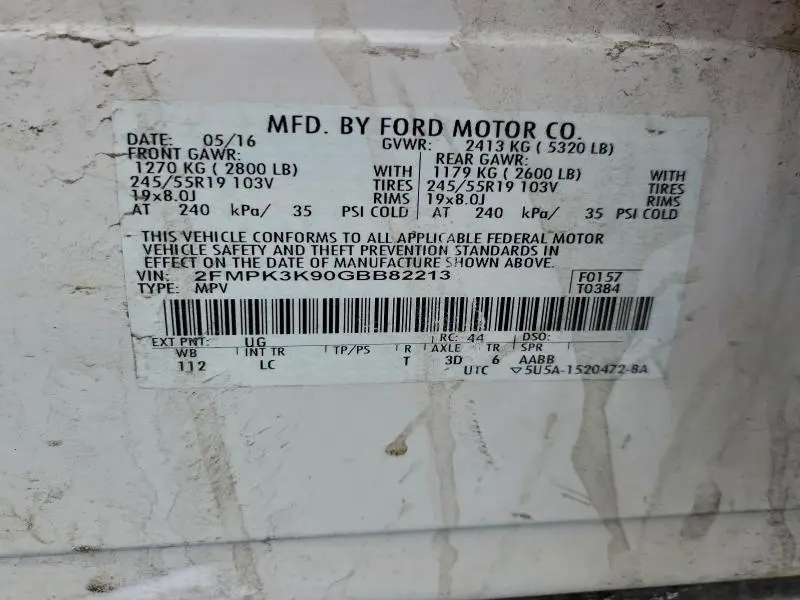 MFD. BY FORD MOTOR CO.
DATE: 05/16 GVWR: 2413 KG ( 5320 LB)
FRONT GAWR: REAR GAWR:
1270 KG ( 2800 LB) WITH 1179 KG ( 2600 LB) WITH
245/55R19 103V TIRES 245/55R19 103V TIRES
19x8.0J RIMS 19x8.0J RIMS
AT 240 kPa/ 35 PSI COLD AT 240 kPa/ 35 PSI COLD
THIS VEHICLE CONFORMS TO ALL APPLICABLE FEDERAL MOTOR
VEHICLE SAFETY AND THEFT PREVENTION STANDARDS IN
EFFECT ON THE DATE OF MANUFACTURE SHOWN ABOVE.
VIN: 2FMPK3K90GBB82213 F0157
TYPE: MPV T0384
EXT PNT: UG RC: 44 DSO:
WB INT TR TP/PS R AXLE TR SPR
112 LC T 3D 6 AABB
UTC ▽5U5A-1520472-BA